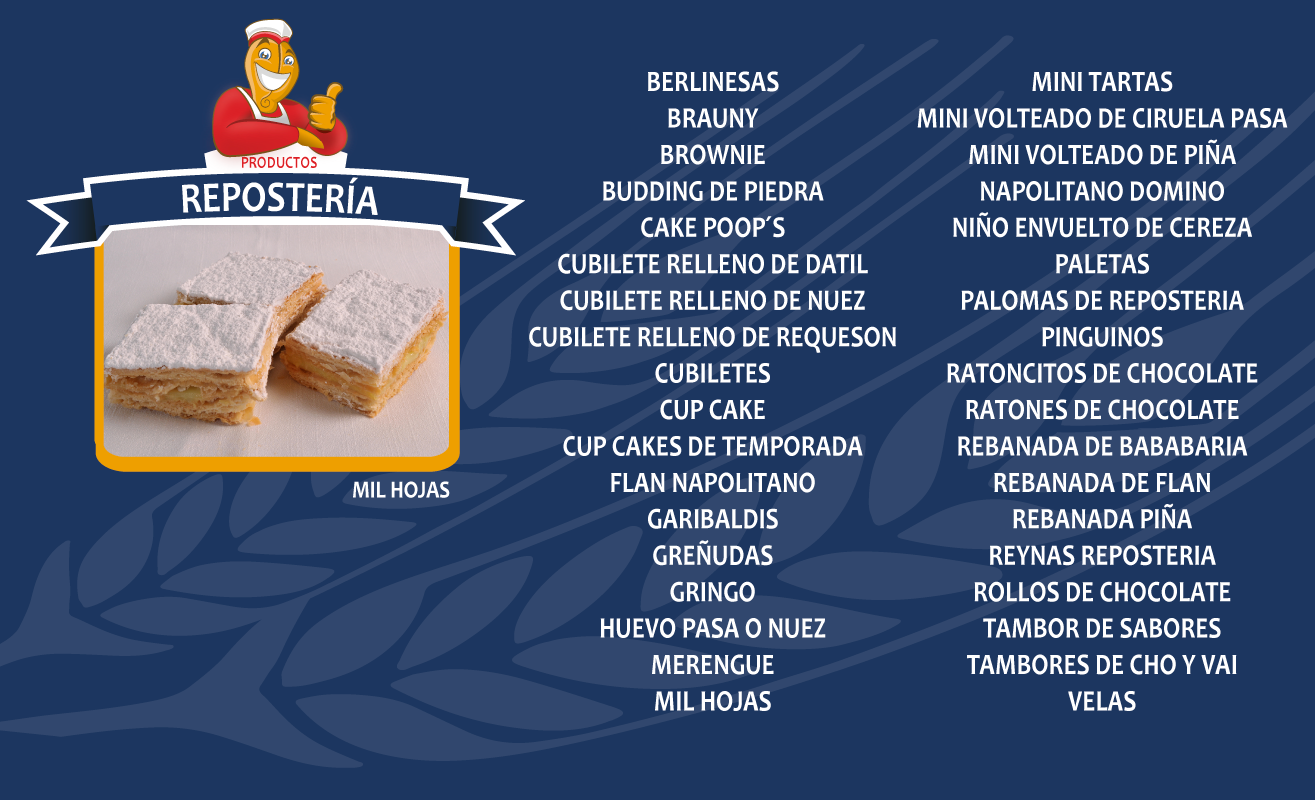 PRODUCTOS
REPOSTERÍA
MIL HOJAS
BERLINESAS
BRAUNY
BROWNIE
BUDDING DE PIEDRA
CAKE POOP´S
CUBILETE RELLENO DE DATIL
CUBILETE RELLENO DE NUEZ
CUBILETE RELLENO DE REQUESON
CUBILETES
CUP CAKE
CUP CAKES DE TEMPORADA
FLAN NAPOLITANO
GARIBALDIS
GREÑUDAS
GRINGO
HUEVO PASA O NUEZ
MERENGUE
MIL HOJAS
MINI TARTAS
MINI VOLTEADO DE CIRUELA PASA
MINI VOLTEADO DE PIÑA
NAPOLITANO DOMINO
NIÑO ENVUELTO DE CEREZA
PALETAS
PALOMAS DE REPOSTERIA
PINGUINOS
RATONCITOS DE CHOCOLATE
RATONES DE CHOCOLATE
REBANADA DE BABABARIA
REBANADA DE FLAN
REBANADA PIÑA
REYNAS REPOSTERIA
ROLLOS DE CHOCOLATE
TAMBOR DE SABORES
TAMBORES DE CHO Y VAI
VELAS